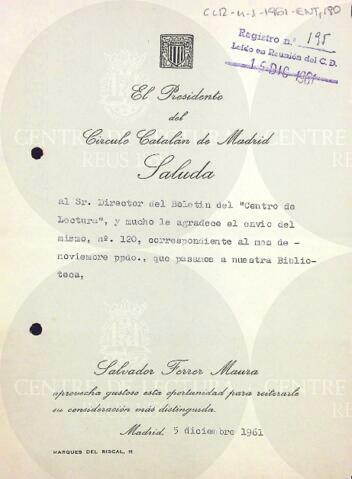 CLR-4-1-1961-ENT,190
Registro n.º 195
Leído en Reunión del C.D.
15 DIC 1961
El Presidente
del
Círculo Catalán de Madrid
Saluda
al Sr. Director del Boletín del "Centro de
Lectura", y mucho le agradece el envío del
mismo, nº. 120, correspondiente al mes de -
noviembre ppdo., que pasamos a nuestra Biblio-
teca,
Salvador Ferrer Maura
aprovecha gustoso esta oportunidad para reiterarle
su consideración más distinguida.
Madrid, 5 diciembre 1961
MARQUES DEL RISCAL, 11